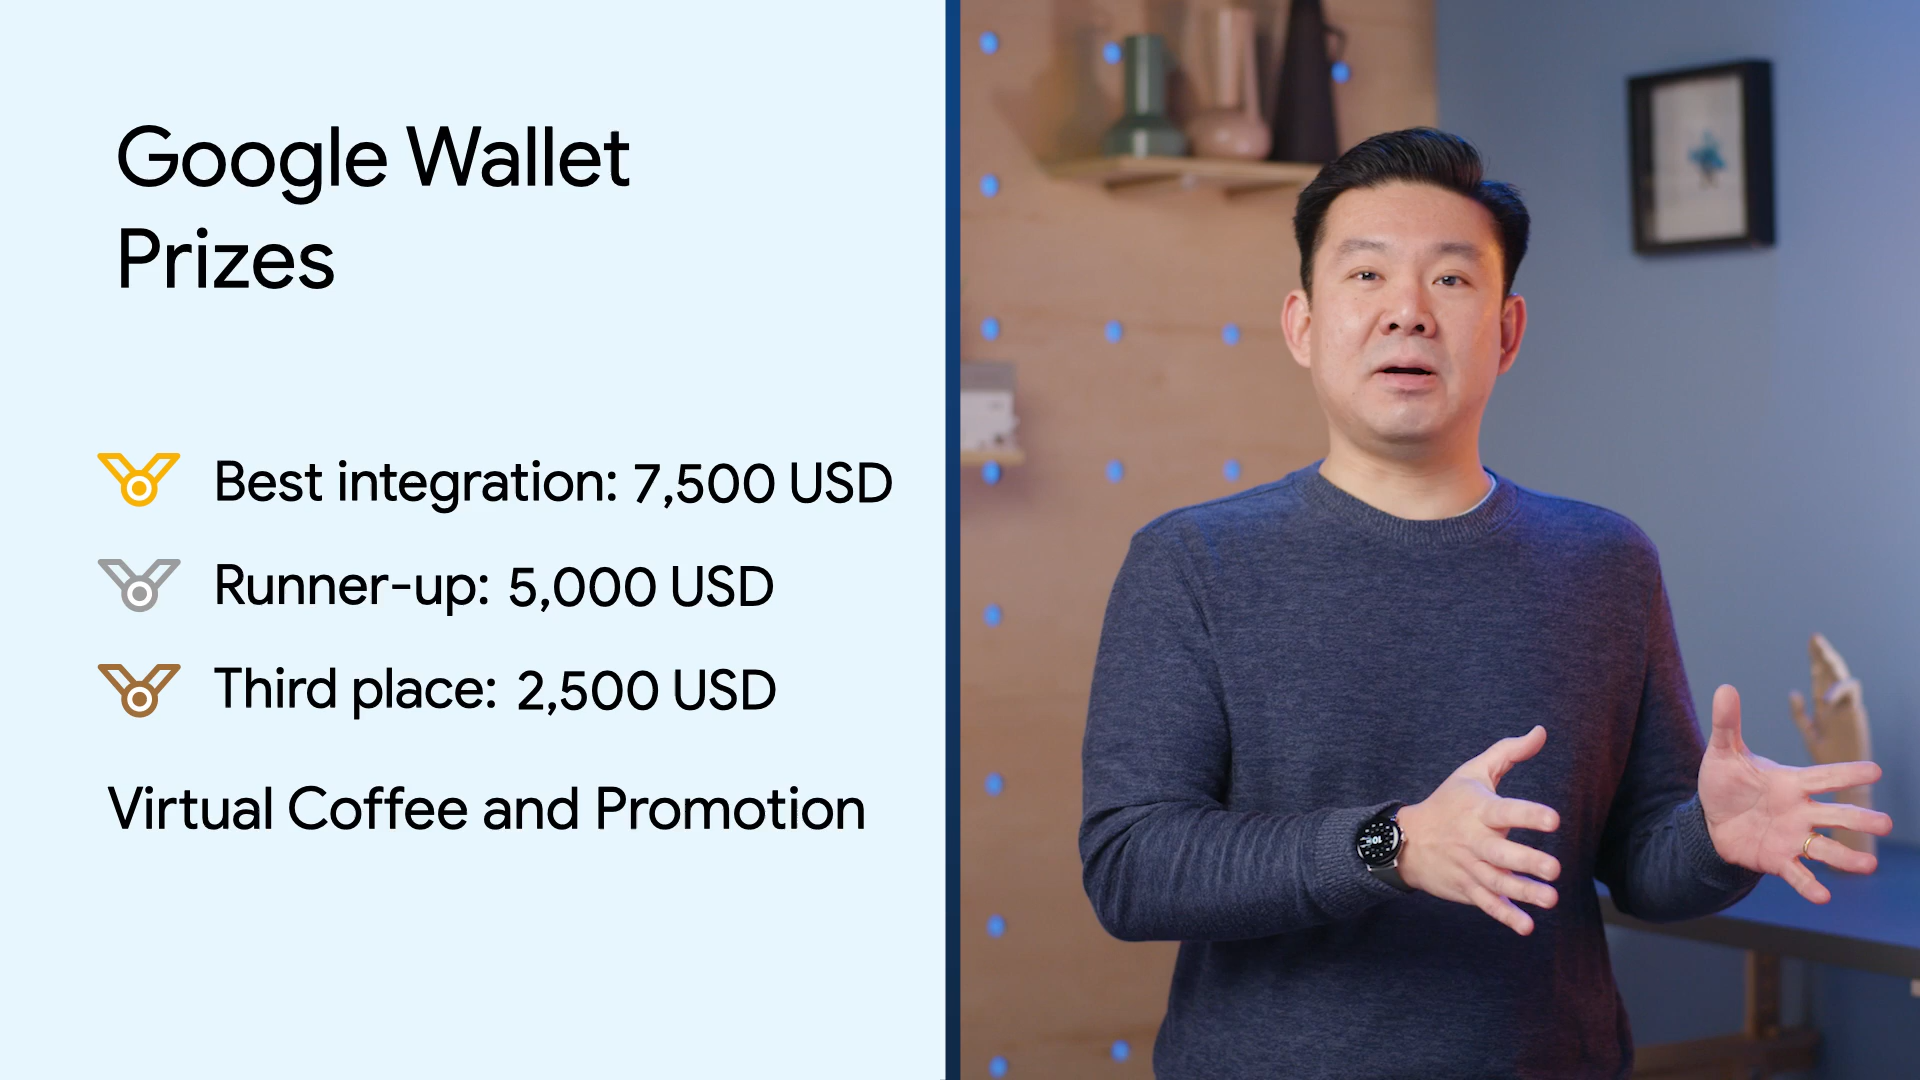 Google Wallet
Prizes
Best integration: 7,500 USD
Runner-up: 5,000 USD
Third place: 2,500 USD
Virtual Coffee and Promotion